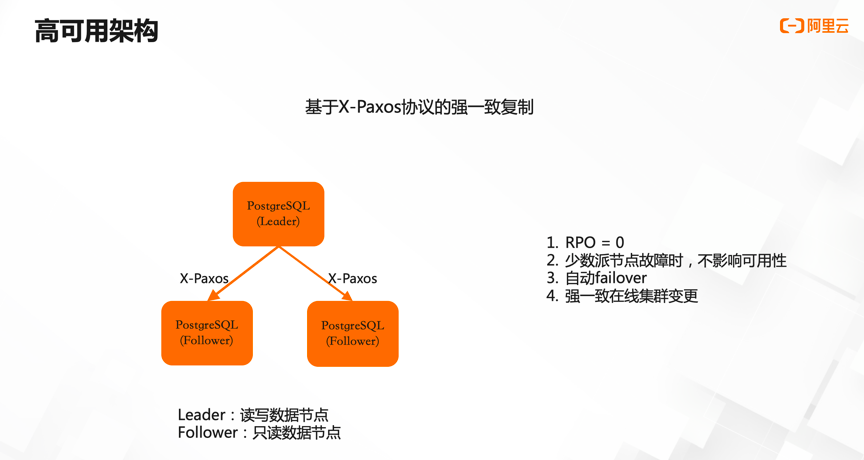 高可用架构
阿里云
基于X-Paxos协议的强一致复制
PostgreSQL
(Leader)
X-Paxos
X-Paxos
PostgreSQL
(Follower)
PostgreSQL
(Follower)
1. RPO = 0
2. 少数派节点故障时，不影响可用性
3. 自动failover
4. 强一致在线集群变更
Leader：读写数据节点
Follower：只读数据节点